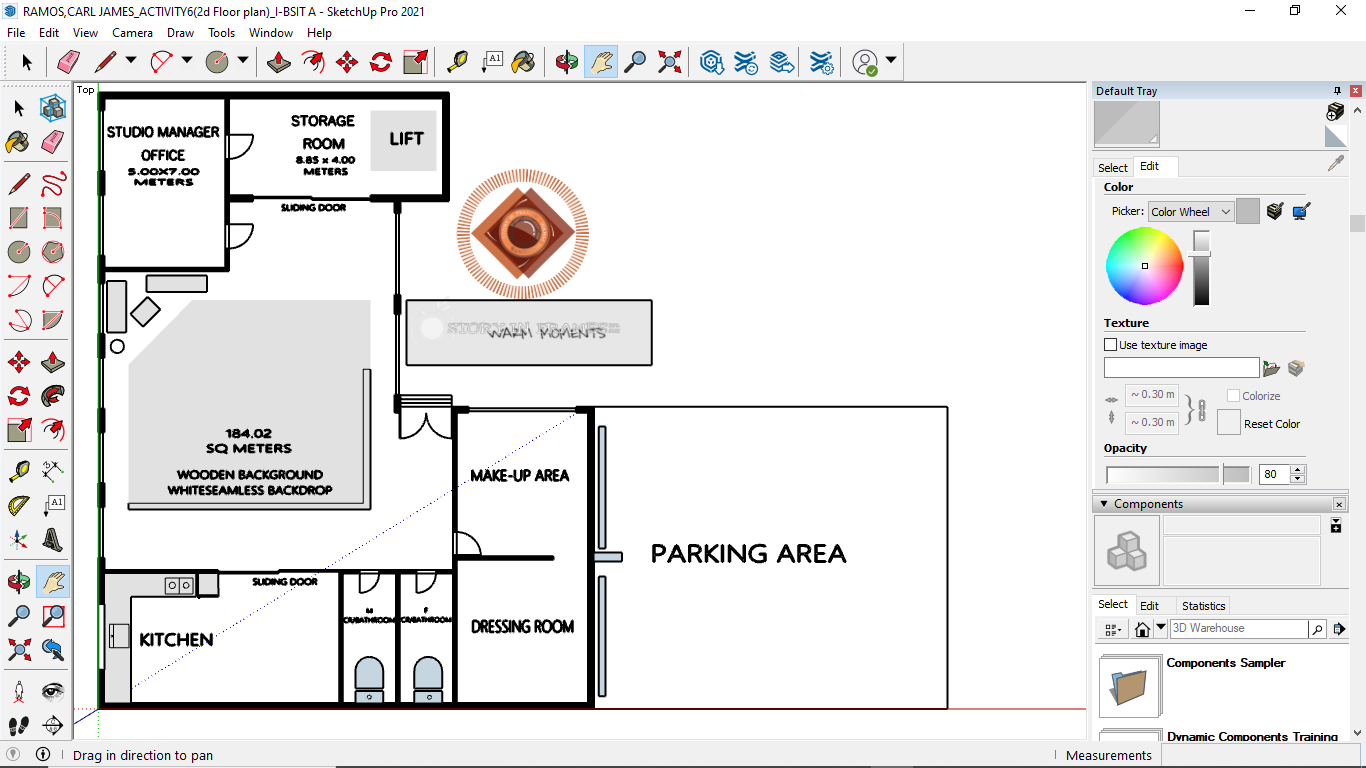 RAMOS,CARL JAMES_ACTIVITY6(2d Floor plan)_I-BSIT A - SketchUp Pro 2021
File Edit View Camera Draw Tools Window Help
A1
Top
Default Tray
STUDIO MANAGER
OFFICE
5.00X7.00
METERS
STORAGE
ROOM
8.85 x 4.00
METERS
LIFT
SLIDING DOOR
Select Edit
Color
Picker: Color Wheel
STORY IN FRAMES
WARM MOMENTS
Texture
Use texture image
~ 0.30 m
Colorize
~ 0.30 m
Reset Color
Opacity
80
184.02
SQ METERS
WOODEN BACKGROUND
WHITESEAMLESS BACKDROP
MAKE-UP AREA
A1
Components
PARKING AREA
SLIDING DOOR
KITCHEN
M
CR/BATHROOM
F
CR/BATHROOM
DRESSING ROOM
Select Edit Statistics
3D Warehouse
Components Sampler
Dynamic Components Training
Drag in direction to pan
Measurements